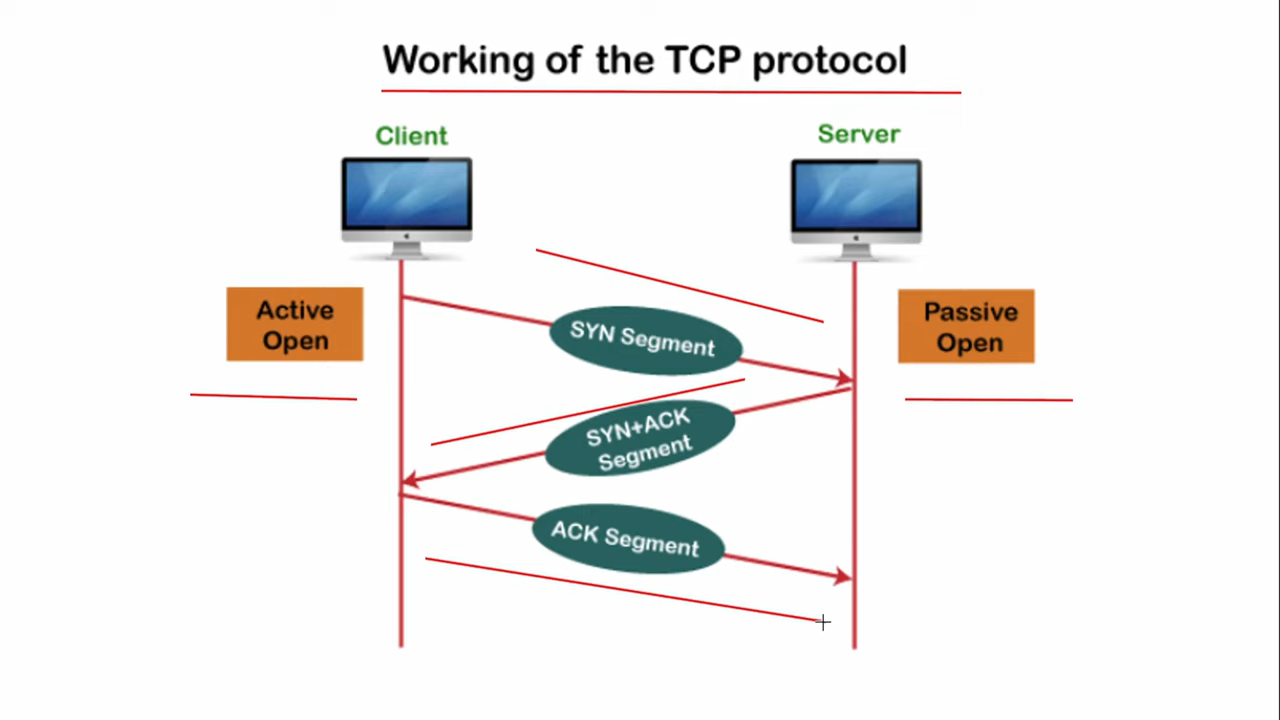 Working of the TCP protocol
Client
Server
Active
Open
Passive
Open
SYN Segment
SYN+ACK
Segment
ACK Segment